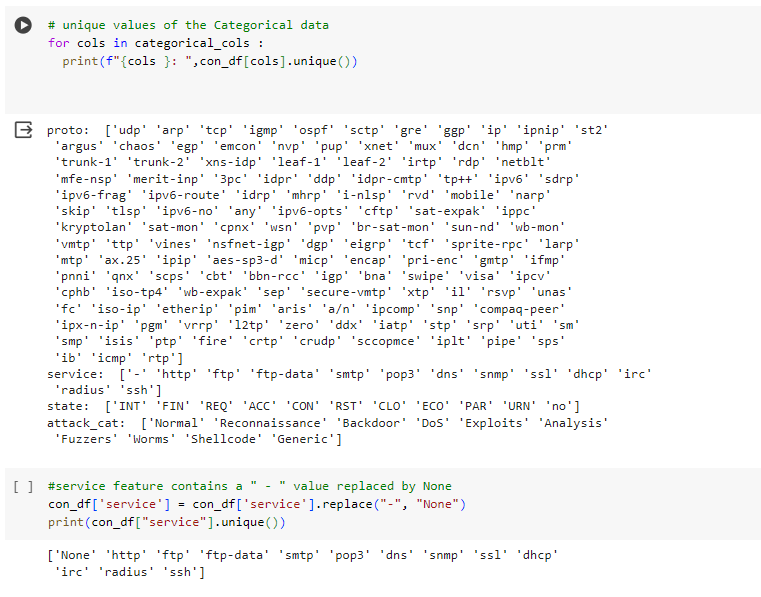 # unique values of the Categorical data
for cols in categorical_cols :
  print(f"{cols }: ",con_df[cols].unique())
proto:  ['udp' 'arp' 'tcp' 'igmp' 'ospf' 'sctp' 'gre' 'ggp' 'ip' 'ipnip' 'st2'
 'argus' 'chaos' 'egp' 'emcon' 'nvp' 'pup' 'xnet' 'mux' 'dcn' 'hmp' 'prm'
 'trunk-1' 'trunk-2' 'xns-idp' 'leaf-1' 'leaf-2' 'irtp' 'rdp' 'netblt'
 'mfe-nsp' 'merit-inp' '3pc' 'idpr' 'ddp' 'idpr-cmtp' 'tp++' 'ipv6' 'sdrp'
 'ipv6-frag' 'ipv6-route' 'idrp' 'mhrp' 'i-nlsp' 'rvd' 'mobile' 'narp'
 'skip' 'tlsp' 'ipv6-no' 'any' 'ipv6-opts' 'cftp' 'sat-expak' 'ippc'
 'kryptolan' 'sat-mon' 'cpnx' 'wsn' 'pvp' 'br-sat-mon' 'sun-nd' 'wb-mon'
 'vmtp' 'ttp' 'vines' 'nsfnet-igp' 'dgp' 'eigrp' 'tcf' 'sprite-rpc' 'larp'
 'mtp' 'ax.25' 'ipip' 'aes-sp3-d' 'micp' 'encap' 'pri-enc' 'gmtp' 'ifmp'
 'pnni' 'qnx' 'scps' 'cbt' 'bbn-rcc' 'igp' 'bna' 'swipe' 'visa' 'ipcv'
 'cphb' 'iso-tp4' 'wb-expak' 'sep' 'secure-vmtp' 'xtp' 'il' 'rsvp' 'unas'
 'fc' 'iso-ip' 'etherip' 'pim' 'aris' 'a/n' 'ipcomp' 'snp' 'compaq-peer'
 'ipx-n-ip' 'pgm' 'vrrp' 'l2tp' 'zero' 'ddx' 'iatp' 'stp' 'srp' 'uti' 'sm'
 'smp' 'isis' 'ptp' 'fire' 'crtp' 'crudp' 'sccopmce' 'iplt' 'pipe' 'sps'
 'ib' 'icmp' 'rtp']
service:  ['-' 'http' 'ftp' 'ftp-data' 'smtp' 'pop3' 'dns' 'snmp' 'ssl' 'dhcp' 'irc'
 'radius' 'ssh']
state:  ['INT' 'FIN' 'REQ' 'ACC' 'CON' 'RST' 'CLO' 'ECO' 'PAR' 'URN' 'no']
attack_cat:  ['Normal' 'Reconnaissance' 'Backdoor' 'DoS' 'Exploits' 'Analysis'
 'Fuzzers' 'Worms' 'Shellcode' 'Generic']
[ ] #service feature contains a " - " value replaced by None
con_df['service'] = con_df['service'].replace("-", "None")
print(con_df["service"].unique())
['None' 'http' 'ftp' 'ftp-data' 'smtp' 'pop3' 'dns' 'snmp' 'ssl' 'dhcp'
 'irc' 'radius' 'ssh']